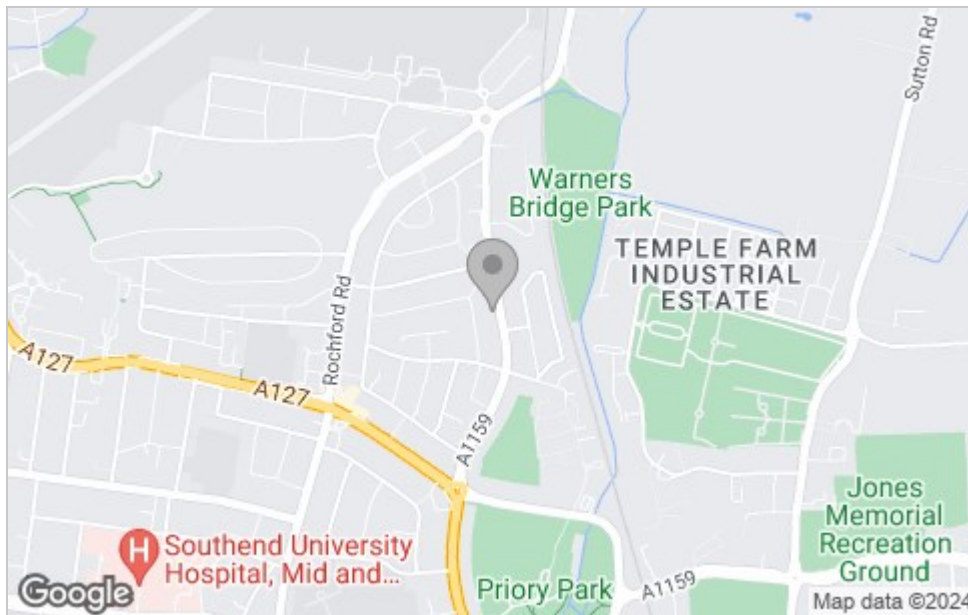 Sutton Rd
Warners
Bridge Park
TEMPLE FARM
INDUSTRIAL
ESTATE
Rochford Rd
A127
A127
A1159
Jones
Memorial
Recreation
Ground
H
Southend University
Hospital, Mid and...
Priory Park
A1159
Google
Map data ©2024